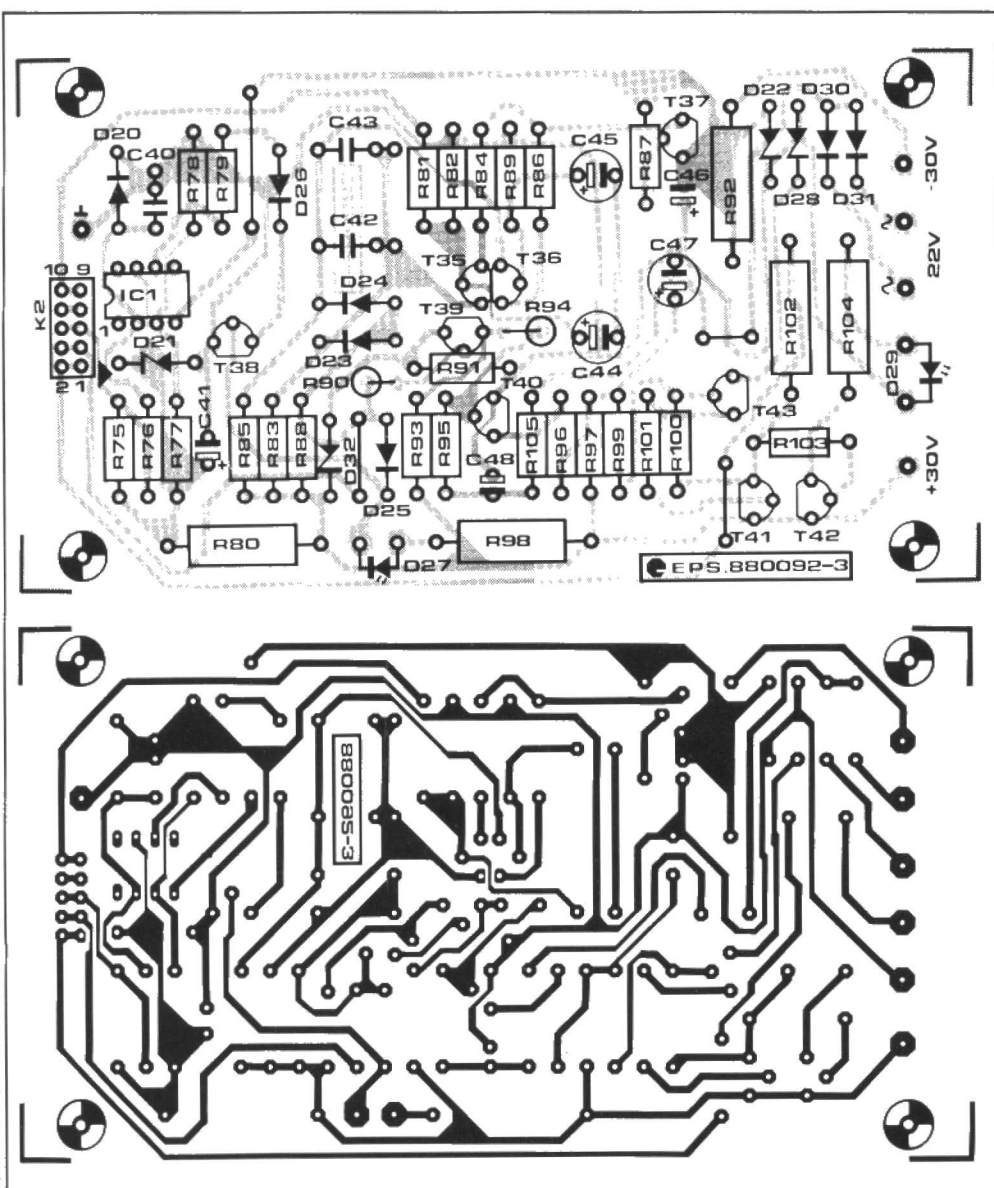 D20
C40
R78
R79
D26
C43
R81
R82
R84
R89
R86
C45
R87
T37
C46
R92
D22
D30
D28
D31
-30V
~
22V
~
C42
T35
T36
C47
10 9
K2
IC1
1
D21
2 1
T38
D24
D23
T39
R94
R90
R91
C44
T40
R102
R104
D29
T43
R75
R76
R77
C41
R85
R83
R88
D32
D25
R93
R95
C48
R105
R96
R97
R99
R101
R100
R103
+30V
T41
T42
R80
D27
R98
EPS.880092-3
880092-3